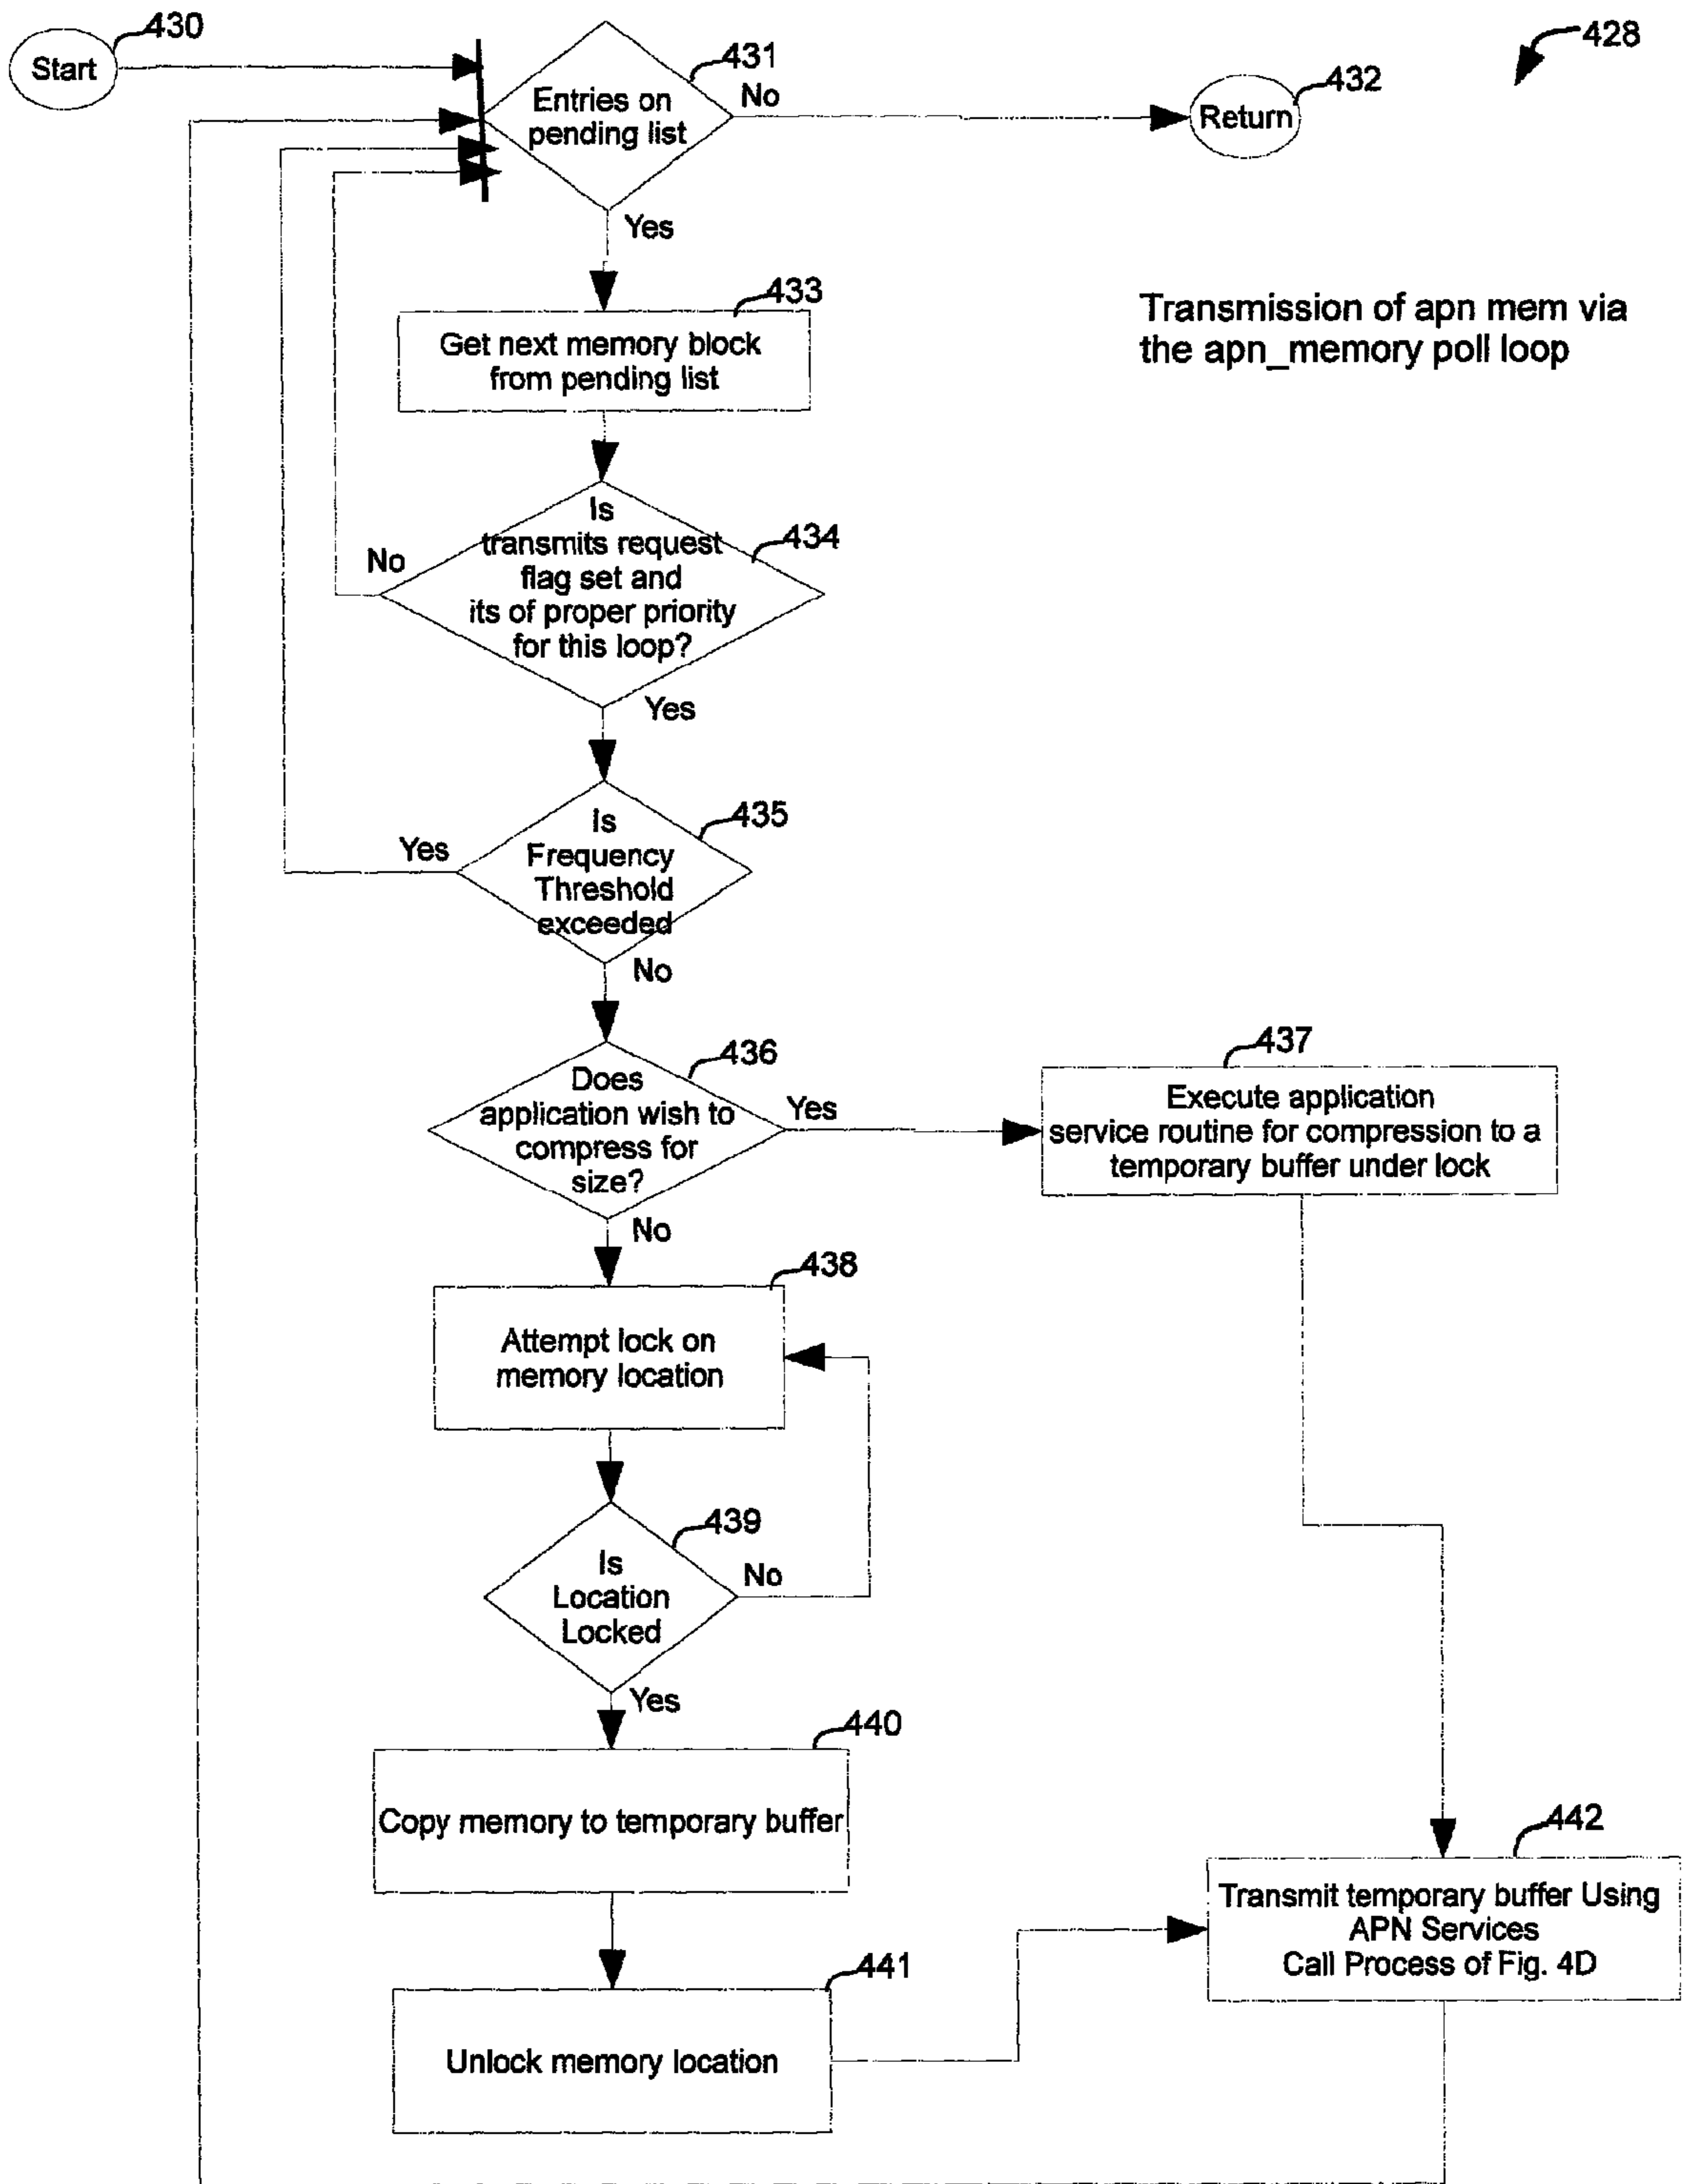 430
Start
428
431
Entries on
pending list
No
432
Return
Yes
433
Get next memory block
from pending list
Transmission of apn mem via
the apn_memory poll loop
434
Is
transmits request
flag set and
its of proper priority
for this loop?
No
Yes
435
Is
Frequency
Threshold
exceeded
Yes
No
436
Does
application wish to
compress for
size?
Yes
437
Execute application
service routine for compression to a
temporary buffer under lock
No
438
Attempt lock on
memory location
439
Is
Location
Locked
No
Yes
440
Copy memory to temporary buffer
442
Transmit temporary buffer Using
APN Services
Call Process of Fig. 4D
441
Unlock memory location